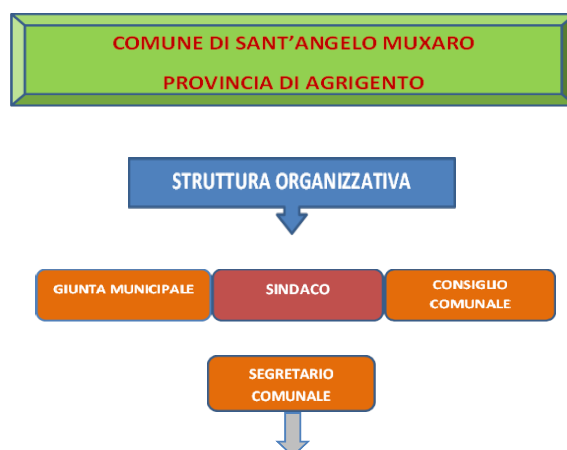 COMUNE DI SANT’ANGELO MUXARO
PROVINCIA DI AGRIGENTO
STRUTTURA ORGANIZZATIVA
GIUNTA MUNICIPALE
SINDACO
CONSIGLIO
COMUNALE
SEGRETARIO
COMUNALE